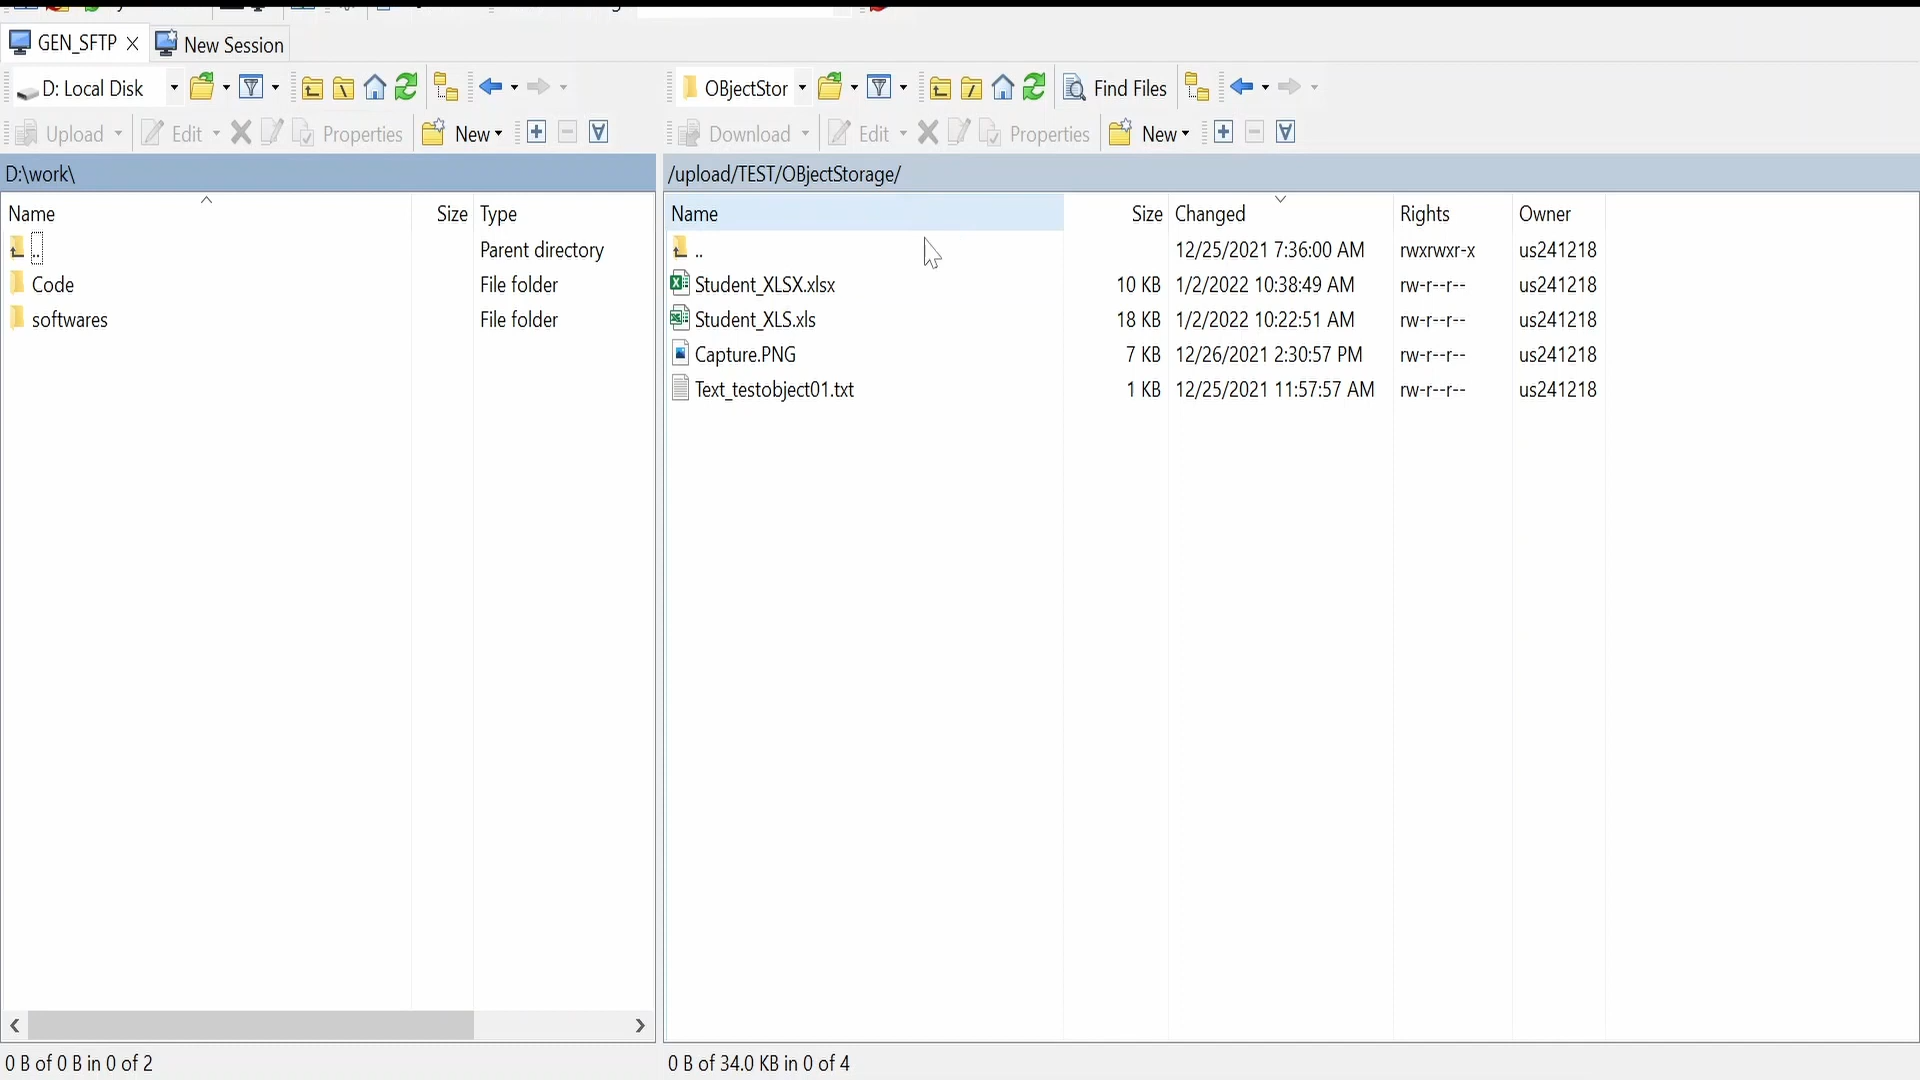 GEN_SFTP New Session
D: Local Disk
Upload Edit Properties New
D:\work\
Name Size Type
.. Parent directory
Code File folder
softwares File folder
0 B of 0 B in 0 of 2
OBjectStor Find Files
Download Edit Properties New
/upload/TEST/OBjectStorage/
Name Size Changed Rights Owner
.. 12/25/2021 7:36:00 AM rwxrwxr-x us241218
Student_XLSX.xlsx 10 KB 1/2/2022 10:38:49 AM rw-r--r-- us241218
Student_XLS.xls 18 KB 1/2/2022 10:22:51 AM rw-r--r-- us241218
Capture.PNG 7 KB 12/26/2021 2:30:57 PM rw-r--r-- us241218
Text_testobject01.txt 1 KB 12/25/2021 11:57:57 AM rw-r--r-- us241218
0 B of 34.0 KB in 0 of 4